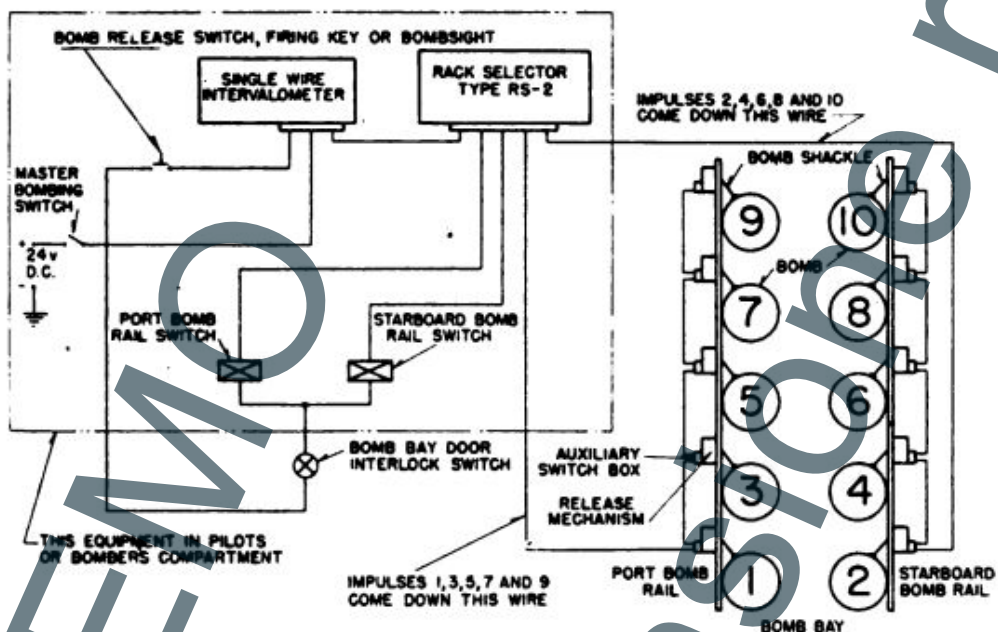 BOMB RELEASE SWITCH, FIRING KEY OR BOMBSIGHT
SINGLE WIRE
INTERVALOMETER
RACK SELECTOR
TYPE RS-2
IMPULSES 2,4,6,8 AND 10
COME DOWN THIS WIRE
MASTER
BOMBING
SWITCH
+
24 v
D.C.
-
BOMB SHACKLE
9
10
BOMB
7
8
PORT BOMB
RAIL SWITCH
STARBOARD BOMB
RAIL SWITCH
5
6
BOMB BAY DOOR
INTERLOCK SWITCH
AUXILIARY
SWITCH BOX
RELEASE
MECHANISM
3
4
THIS EQUIPMENT IN PILOTS
OR BOMBERS COMPARTMENT
IMPULSES 1,3,5,7 AND 9
COME DOWN THIS WIRE
PORT BOMB
RAIL
1
2
STARBOARD
BOMB RAIL
BOMB BAY
EMO